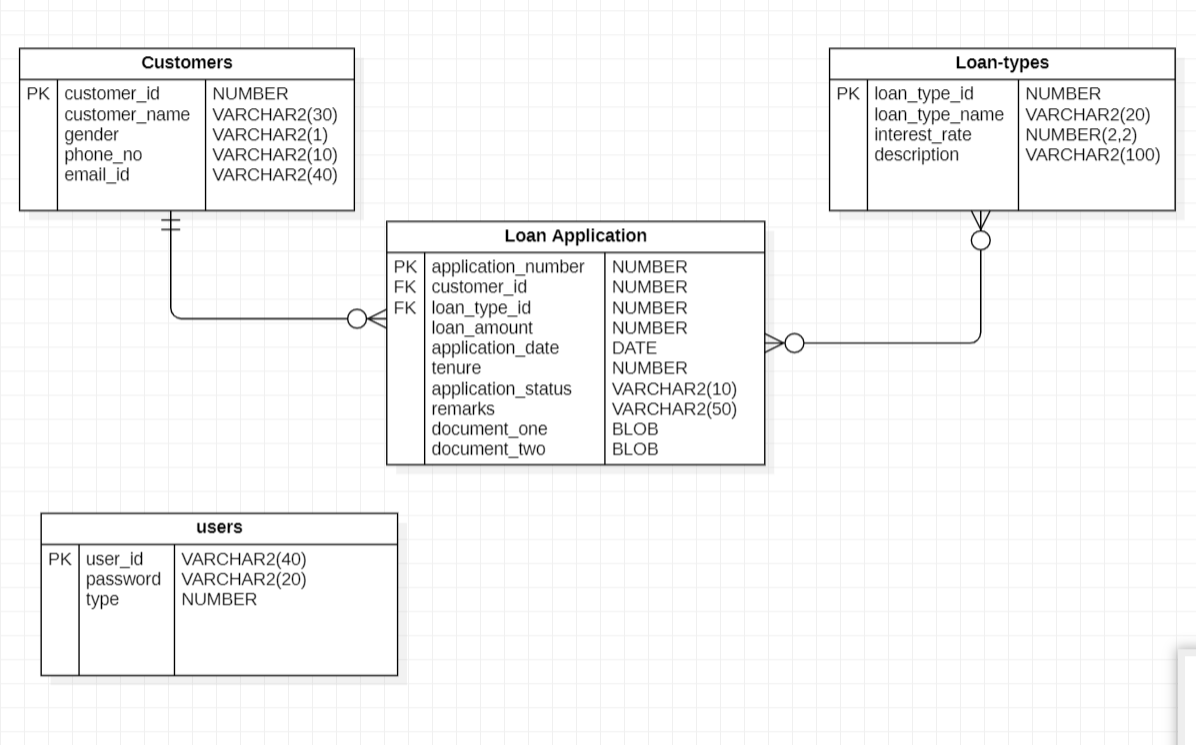 Customers
PK customer_id NUMBER
customer_name VARCHAR2(30)
gender VARCHAR2(1)
phone_no VARCHAR2(10)
email_id VARCHAR2(40)
Loan-types
PK loan_type_id NUMBER
loan_type_name VARCHAR2(20)
interest_rate NUMBER(2,2)
description VARCHAR2(100)
Loan Application
PK application_number NUMBER
FK customer_id NUMBER
FK loan_type_id NUMBER
loan_amount NUMBER
application_date DATE
tenure NUMBER
application_status VARCHAR2(10)
remarks VARCHAR2(50)
document_one BLOB
document_two BLOB
users
PK user_id VARCHAR2(40)
password VARCHAR2(20)
type NUMBER